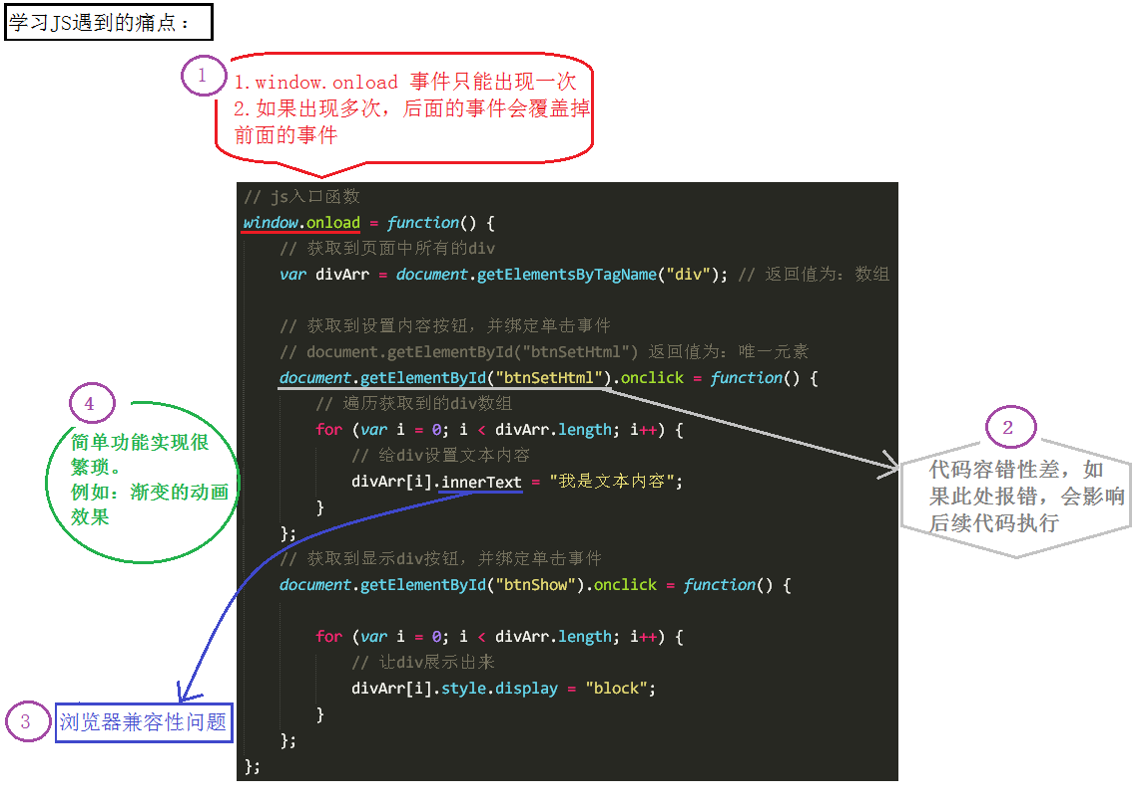 学习JS遇到的痛点：
1
1.window.onload 事件只能出现一次
2.如果出现多次，后面的事件会覆盖掉
前面的事件
// js入口函数
window.onload = function() {
// 获取到页面中所有的div
var divArr = document.getElementsByTagName("div"); // 返回值为：数组
// 获取到设置内容按钮，并绑定单击事件
// document.getElementById("btnSetHtml") 返回值为：唯一元素
document.getElementById("btnSetHtml").onclick = function() {
// 遍历获取到的div数组
for (var i = 0; i < divArr.length; i++) {
// 给div设置文本内容
divArr[i].innerText = "我是文本内容";
}
};
// 获取到显示div按钮，并绑定单击事件
document.getElementById("btnShow").onclick = function() {
for (var i = 0; i < divArr.length; i++) {
// 让div展示出来
divArr[i].style.display = "block";
}
};
};
2
代码容错性差，如
果此处报错，会影响
后续代码执行
4
简单功能实现很
繁琐。
例如：渐变的动画
效果
3
浏览器兼容性问题